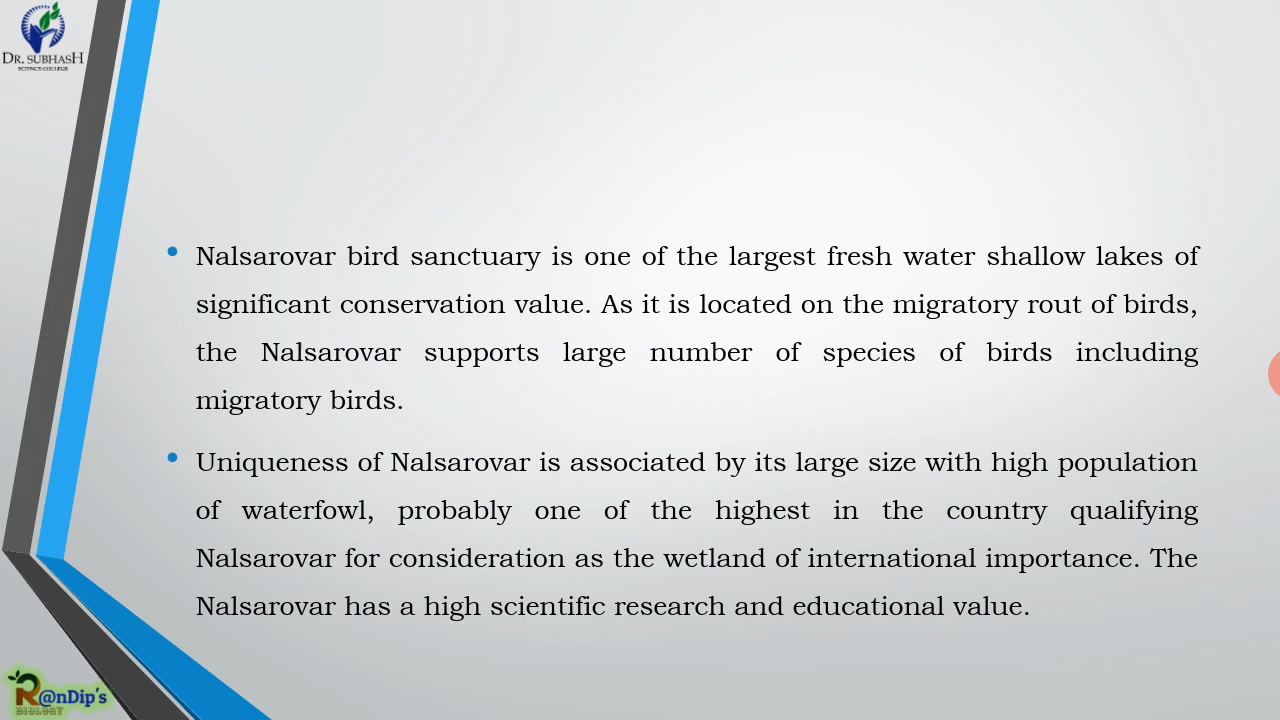 DR. SUBHASH
SCIENCE COLLEGE
• Nalsarovar bird sanctuary is one of the largest fresh water shallow lakes of
significant conservation value. As it is located on the migratory rout of birds,
the Nalsarovar supports large number of species of birds including
migratory birds.
• Uniqueness of Nalsarovar is associated by its large size with high population
of waterfowl, probably one of the highest in the country qualifying
Nalsarovar for consideration as the wetland of international importance. The
Nalsarovar has a high scientific research and educational value.
R@nDip's
BIOLOGY